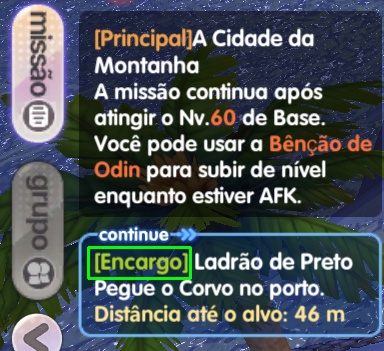 missão
[Principal]A Cidade da
Montanha
A missão continua após
atingir o Nv.60 de Base.
Você pode usar a Bênção de
Odin para subir de nível
enquanto estiver AFK.
grupo
continue
[Encargo] Ladrão de Preto
Pegue o Corvo no porto.
Distância até o alvo: 46 m